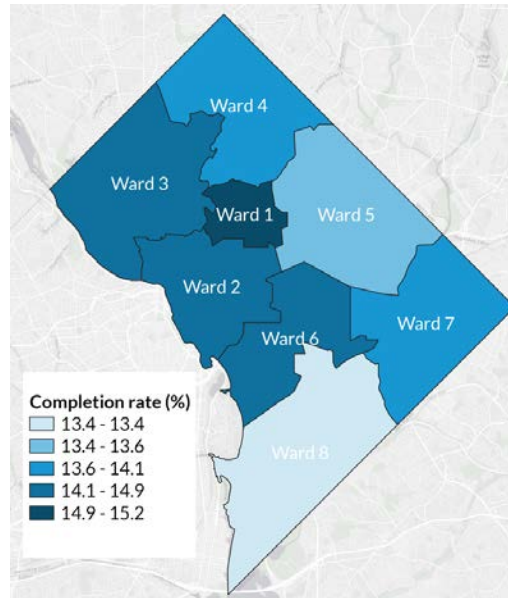 Ward 4
Ward 3
Ward 1
Ward 5
Ward 2
Ward 6
Ward 7
Ward 8
Completion rate (%)
13.4 - 13.4
13.4 - 13.6
13.6 - 14.1
14.1 - 14.9
14.9 - 15.2